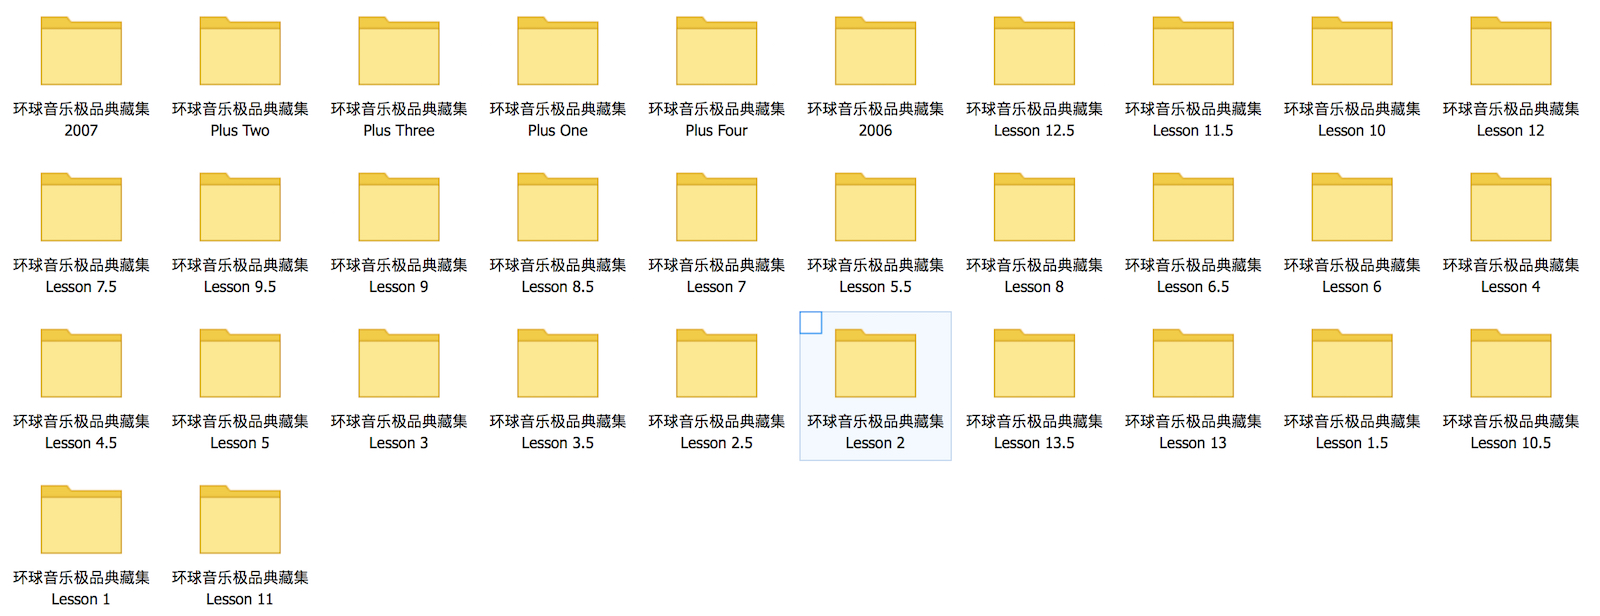 环球音乐极品典藏集
2007
环球音乐极品典藏集
Plus Two
环球音乐极品典藏集
Plus Three
环球音乐极品典藏集
Plus One
环球音乐极品典藏集
Plus Four
环球音乐极品典藏集
2006
环球音乐极品典藏集
Lesson 12.5
环球音乐极品典藏集
Lesson 11.5
环球音乐极品典藏集
Lesson 10
环球音乐极品典藏集
Lesson 12
环球音乐极品典藏集
Lesson 7.5
环球音乐极品典藏集
Lesson 9.5
环球音乐极品典藏集
Lesson 9
环球音乐极品典藏集
Lesson 8.5
环球音乐极品典藏集
Lesson 7
环球音乐极品典藏集
Lesson 5.5
环球音乐极品典藏集
Lesson 8
环球音乐极品典藏集
Lesson 6.5
环球音乐极品典藏集
Lesson 6
环球音乐极品典藏集
Lesson 4
环球音乐极品典藏集
Lesson 4.5
环球音乐极品典藏集
Lesson 5
环球音乐极品典藏集
Lesson 3
环球音乐极品典藏集
Lesson 3.5
环球音乐极品典藏集
Lesson 2.5
环球音乐极品典藏集
Lesson 2
环球音乐极品典藏集
Lesson 13.5
环球音乐极品典藏集
Lesson 13
环球音乐极品典藏集
Lesson 1.5
环球音乐极品典藏集
Lesson 10.5
环球音乐极品典藏集
Lesson 1
环球音乐极品典藏集
Lesson 11